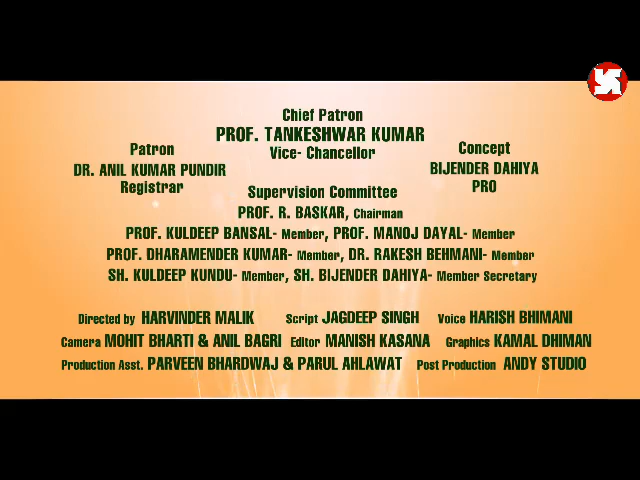 Chief Patron
PROF. TANKESHWAR KUMAR
Vice- Chancellor
Patron
DR. ANIL KUMAR PUNDIR
Registrar
Concept
BIJENDER DAHIYA
PRO
Supervision Committee
PROF. R. BASKAR, Chairman
PROF. KULDEEP BANSAL- Member, PROF. MANOJ DAYAL- Member
PROF. DHARAMENDER KUMAR- Member, DR. RAKESH BEHMANI- Member
SH. KULDEEP KUNDU- Member, SH. BIJENDER DAHIYA- Member Secretary
Directed by HARVINDER MALIK Script JAGDEEP SINGH Voice HARISH BHIMANI
Camera MOHIT BHARTI & ANIL BAGRI Editor MANISH KASANA Graphics KAMAL DHIMAN
Production Asst. PARVEEN BHARDWAJ & PARUL AHLAWAT Post Production ANDY STUDIO